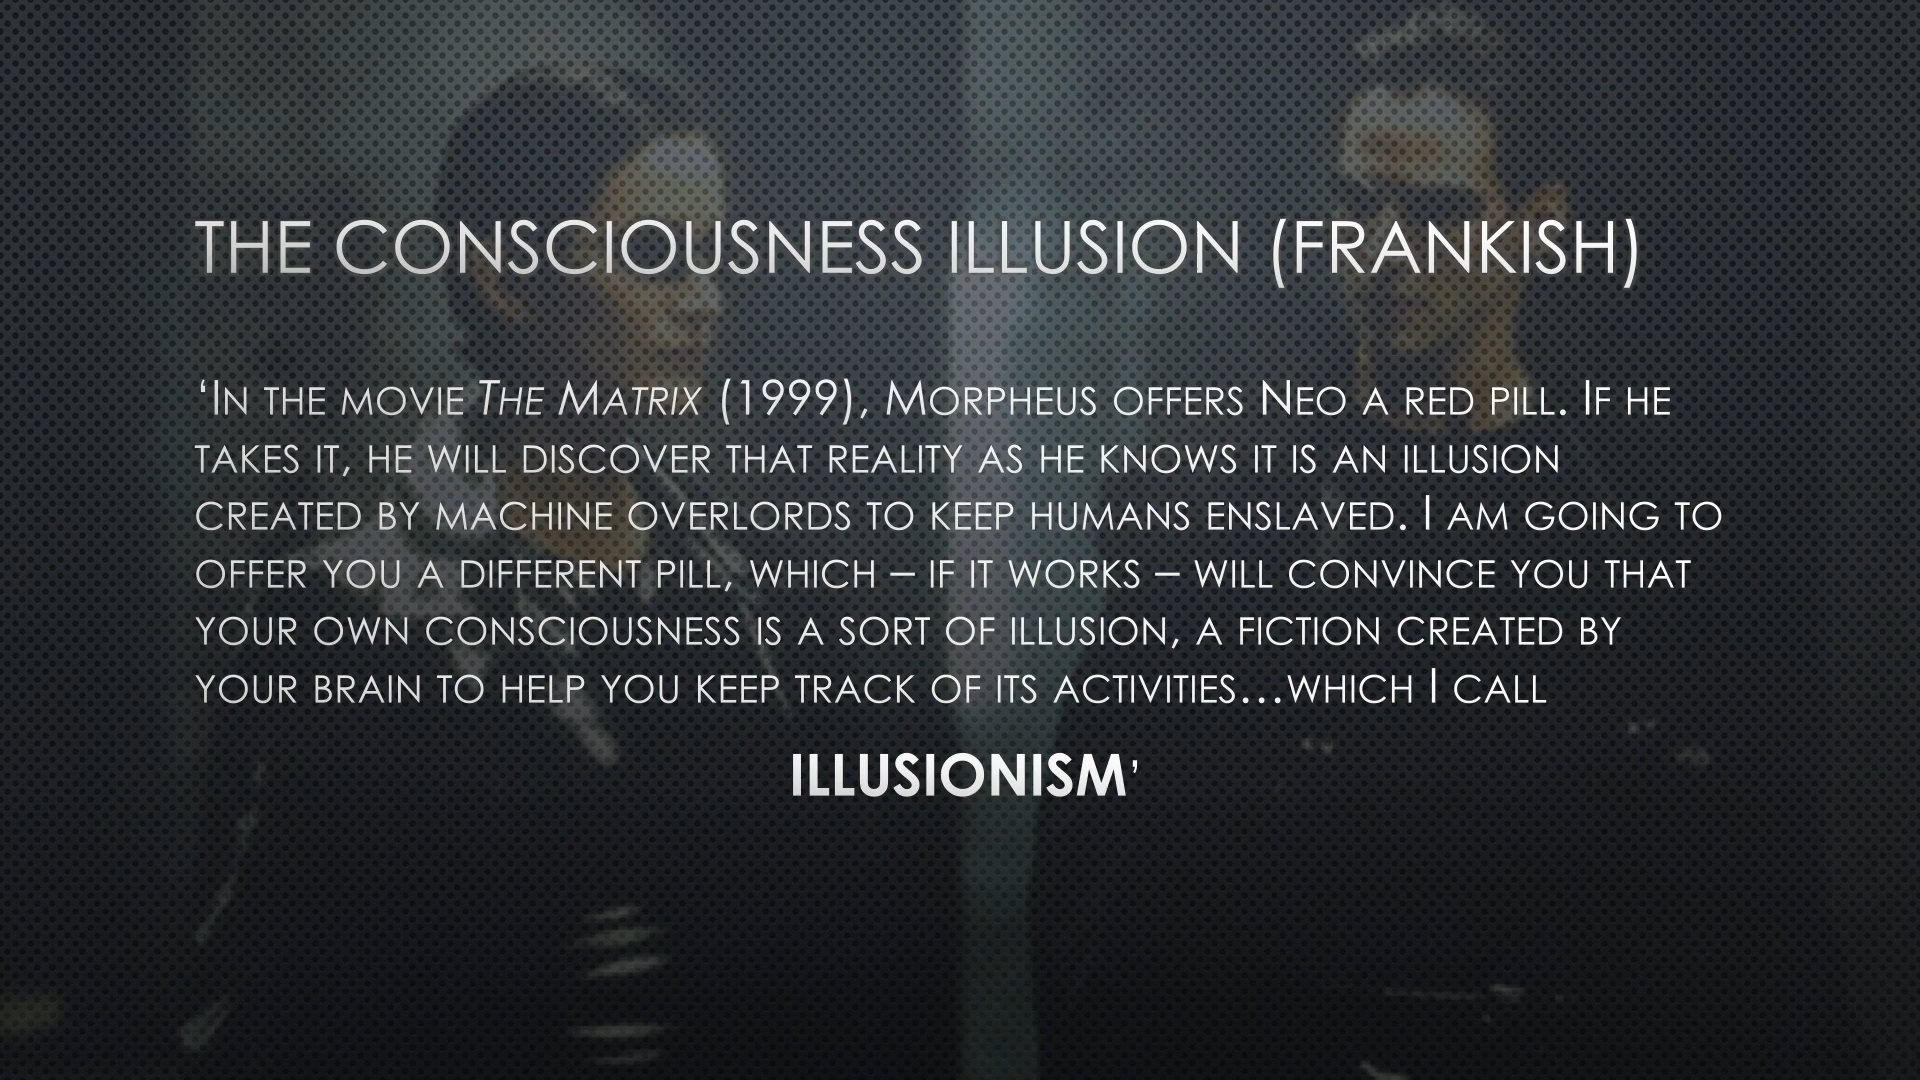 THE CONSCIOUSNESS ILLUSION (FRANKISH)
‘In the movie The Matrix (1999), Morpheus offers Neo a red pill. If he
takes it, he will discover that reality as he knows it is an illusion
created by machine overlords to keep humans enslaved. I am going to
offer you a different pill, which – if it works – will convince you that
your own consciousness is a sort of illusion, a fiction created by
your brain to help you keep track of its activities…which I call
ILLUSIONISM’